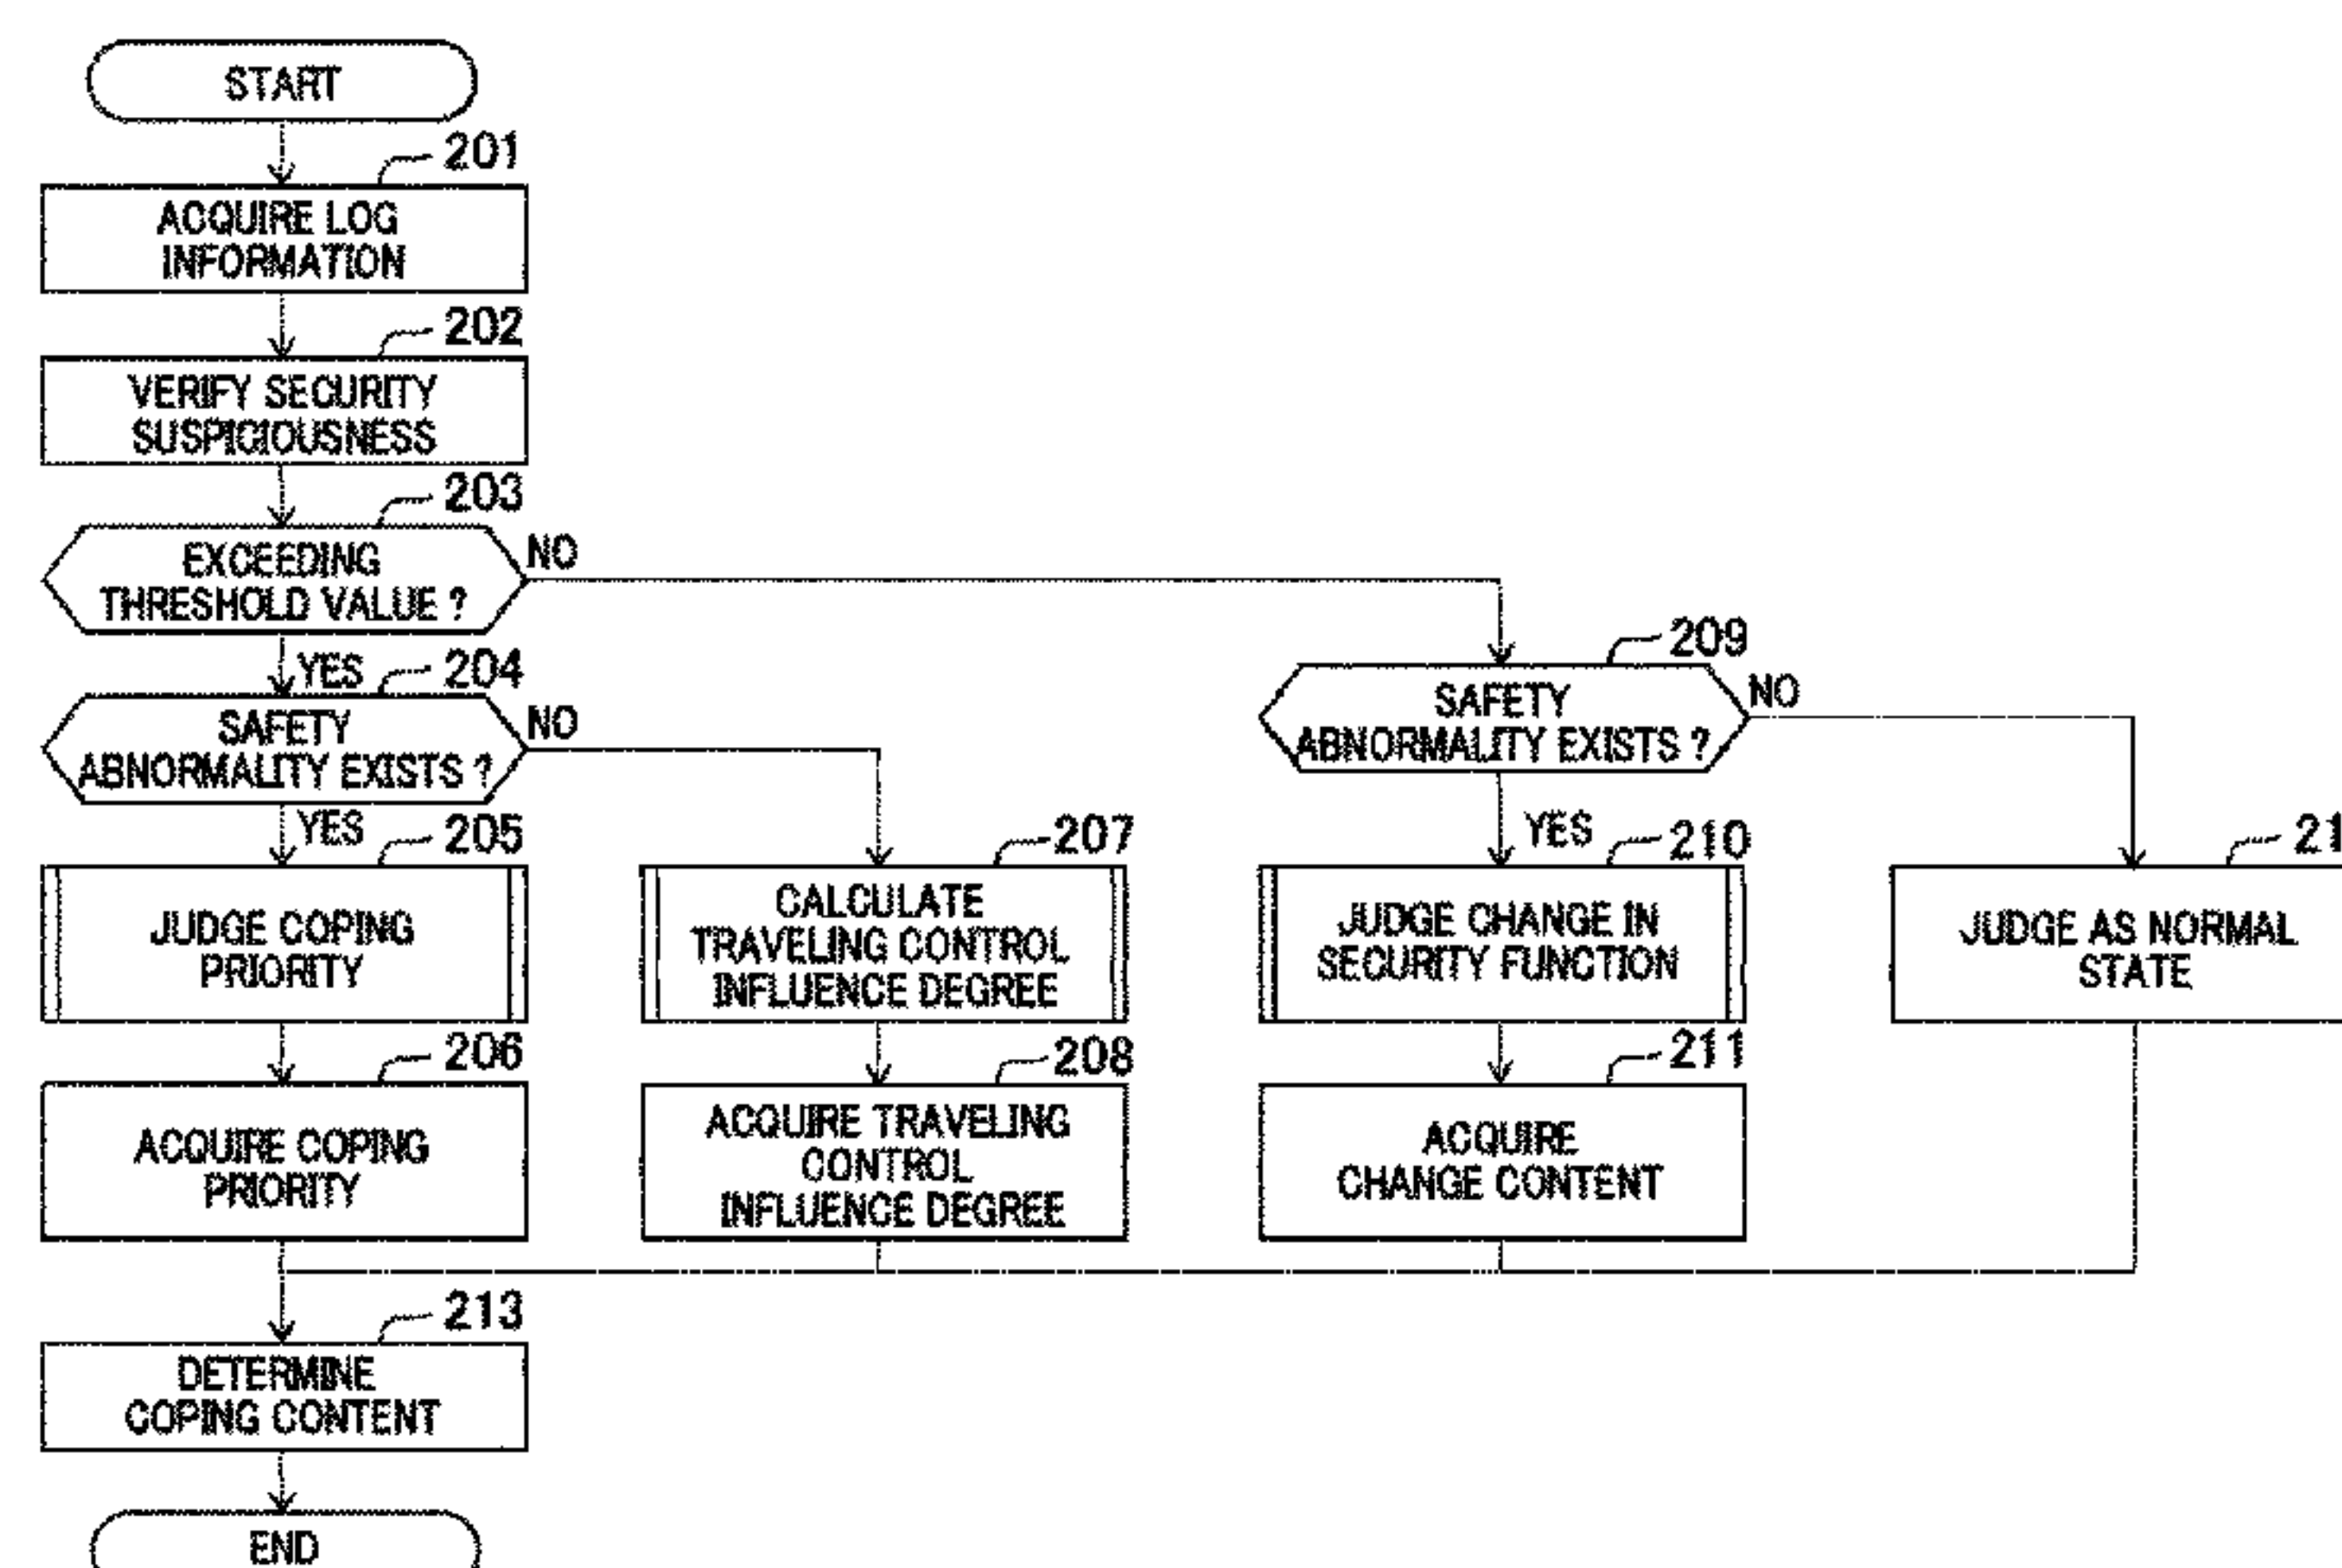 START
201
ACQUIRE LOG
INFORMATION
202
VERIFY SECURITY
SUSPICIOUSNESS
203
EXCEEDING
THRESHOLD VALUE ?
NO
YES
204
SAFETY
ABNORMALITY EXISTS ?
NO
209
SAFETY
ABNORMALITY EXISTS ?
NO
YES
205
JUDGE COPING
PRIORITY
207
CALCULATE
TRAVELING CONTROL
INFLUENCE DEGREE
YES
210
JUDGE CHANGE IN
SECURITY FUNCTION
21
JUDGE AS NORMAL
STATE
206
ACQUIRE COPING
PRIORITY
208
ACQUIRE TRAVELING
CONTROL
INFLUENCE DEGREE
211
ACQUIRE
CHANGE CONTENT
213
DETERMINE
COPING CONTENT
END